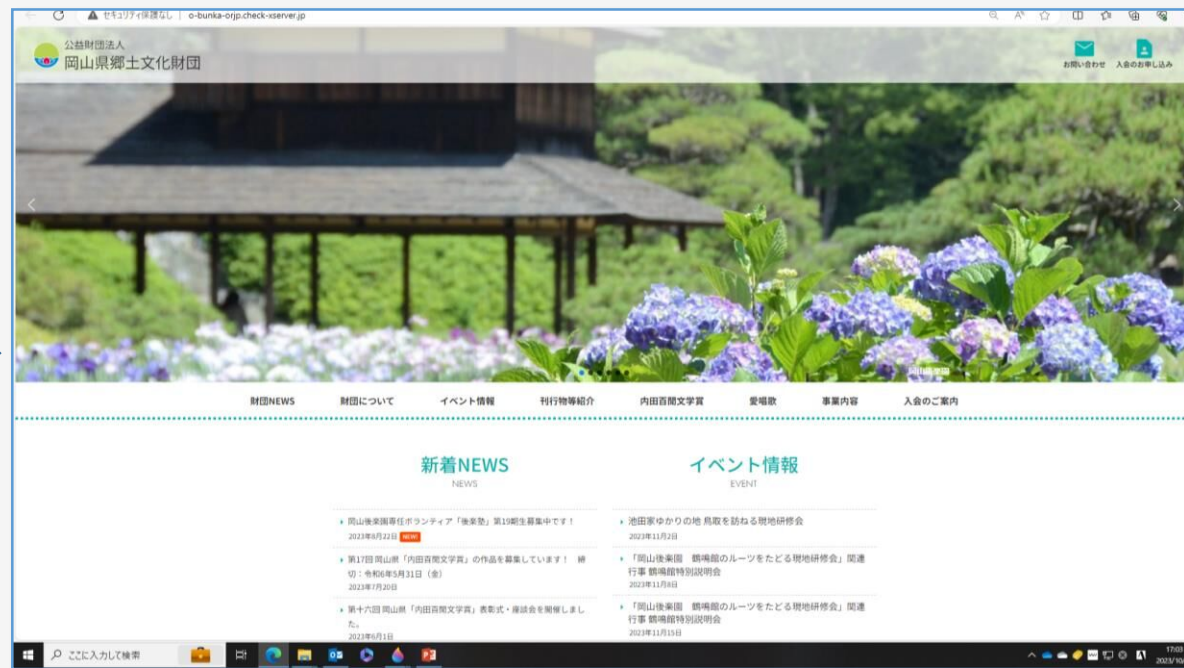 セキュリティ保護なし | o-bunka-orjp.check-xserver.jp
公益財団法人
岡山県郷土文化財団
お問い合わせ 入会のお申し込み
岡山後楽園
財団NEWS 財団について イベント情報 刊行物等紹介 内田百閒文学賞 愛唱歌 事業内容 入会のご案内
新着NEWS
NEWS
岡山後楽園専任ボランティア「後楽塾」第19期生募集中です!
2023年8月22日 NEW!
第17回 岡山県「内田百閒文学賞」の作品を募集しています! 締
切:令和6年5月31日(金)
2023年7月20日
第十六回 岡山県「内田百閒文学賞」表彰式・座談会を開催しまし
た。
2023年6月1日
イベント情報
EVENT
池田家ゆかりの地 鳥取を訪ねる現地研修会
2023年11月2日
「岡山後楽園 鶴鳴館のルーツをたどる現地研修会」関連
行事 鶴鳴館特別説明会
2023年11月8日
「岡山後楽園 鶴鳴館のルーツをたどる現地研修会」関連
行事 鶴鳴館特別説明会
2023年11月15日
ここに入力して検索
17:03
2023/10/